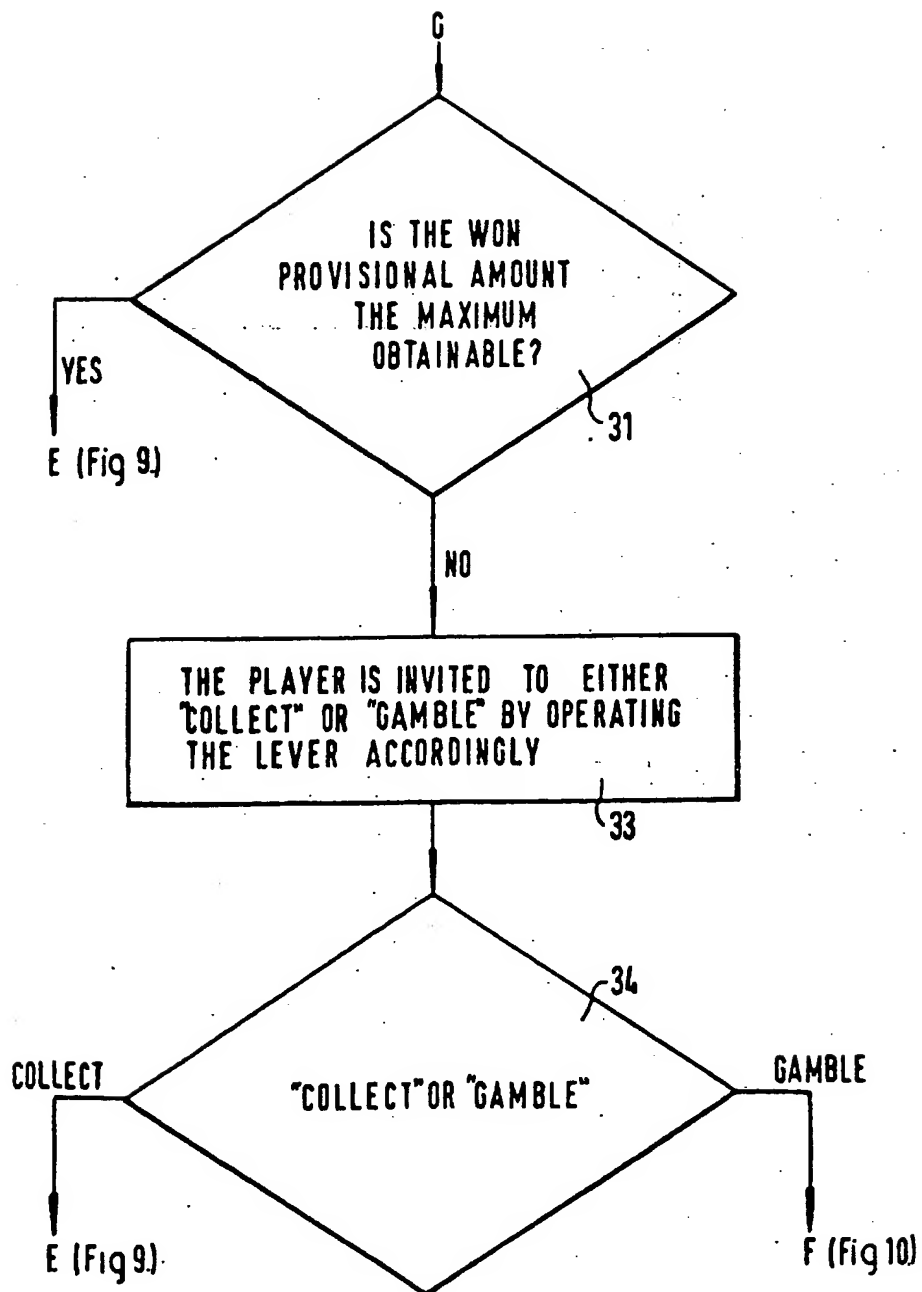 G
IS THE WON
PROVISIONAL AMOUNT
THE MAXIMUM
OBTAINABLE?
31
YES
E (Fig 9.)
NO
THE PLAYER IS INVITED TO EITHER
"COLLECT" OR "GAMBLE" BY OPERATING
THE LEVER ACCORDINGLY
33
34
COLLECT
"COLLECT" OR "GAMBLE"
GAMBLE
E (Fig 9.)
F (Fig 10)